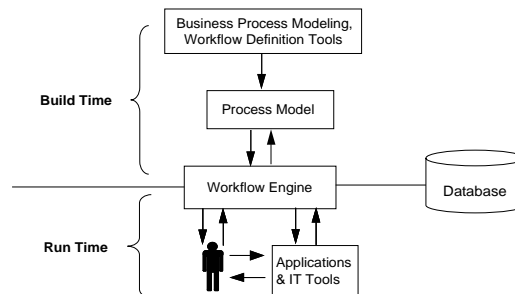 Business Process Modeling,
Workflow Definition Tools
Build Time
Process Model
Workflow Engine
Database
Run Time
Applications
& IT Tools